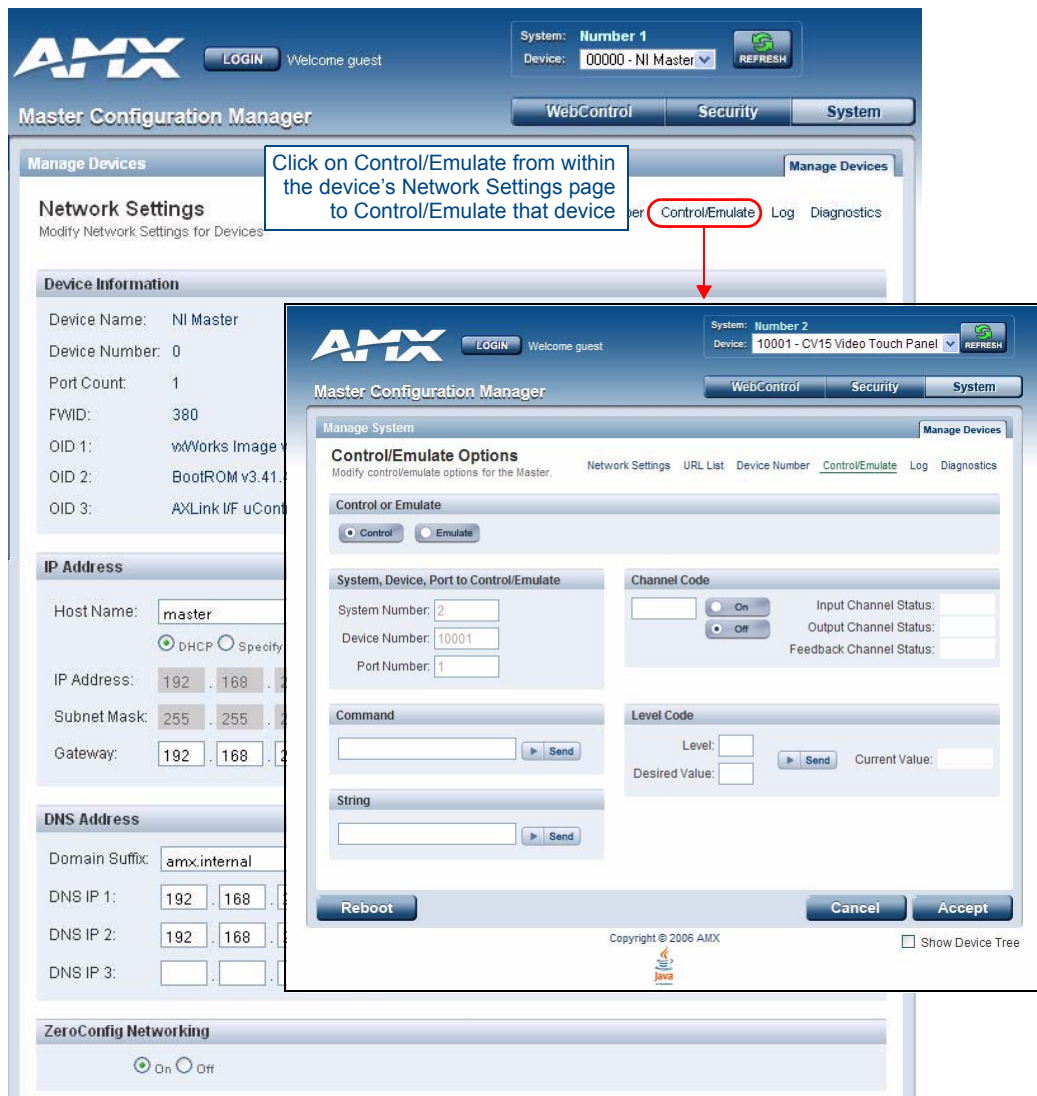 AMX
LOGIN Welcome guest
System: Number 1
Device: 00000 - NI Master
REFRESH
Master Configuration Manager
WebControl Security System
Manage Devices
Manage Devices
Click on Control/Emulate from within
the device's Network Settings page
to Control/Emulate that device
Network Settings
Modify Network Settings for Devices
Control/Emulate Log Diagnostics
Device Information
Device Name: NI Master
Device Number: 0
Port Count: 1
FWID: 380
OID 1: vxWorks Image
OID 2: BootROM v3.41.
OID 3: AXLink I/F
IP Address
Host Name: master
DHCP Specify
IP Address: 192 . 168 .
Subnet Mask: 255 . 255 .
Gateway: 192 . 168 .
DNS Address
Domain Suffix: amx.internal
DNS IP 1: 192 . 168 .
DNS IP 2: 192 . 168 .
DNS IP 3: . .
ZeroConfig Networking
On Off
AMX
LOGIN Welcome guest
System: Number 2
Device: 10001 - CV15 Video Touch Panel
REFRESH
Master Configuration Manager
WebControl Security System
Manage System
Manage Devices
Control/Emulate Options
Modify control/emulate options for the Master.
Network Settings URL List Device Number Control/Emulate Log Diagnostics
Control or Emulate
Control Emulate
System, Device, Port to Control/Emulate
System Number: 2
Device Number: 10001
Port Number: 1
Channel Code
On
Off
Input Channel Status:
Output Channel Status:
Feedback Channel Status:
Command
Send
Level Code
Level:
Desired Value:
Send
Current Value:
String
Send
Reboot
Cancel Accept
Copyright © 2006 AMX
Java
Show Device Tree